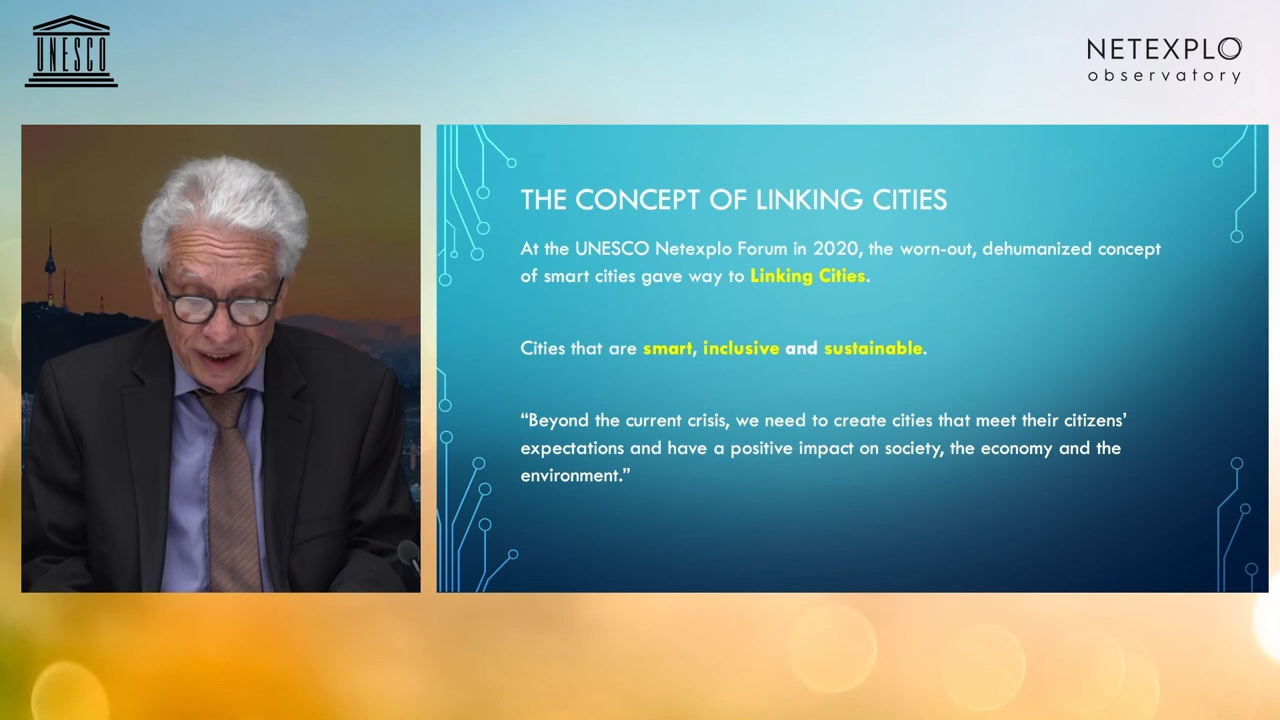 UNESCO
NETEXPLO
observatory
THE CONCEPT OF LINKING CITIES
At the UNESCO Netexplo Forum in 2020, the worn-out, dehumanized concept
of smart cities gave way to Linking Cities.
Cities that are smart, inclusive and sustainable.
“Beyond the current crisis, we need to create cities that meet their citizens’
expectations and have a positive impact on society, the economy and the
environment.”